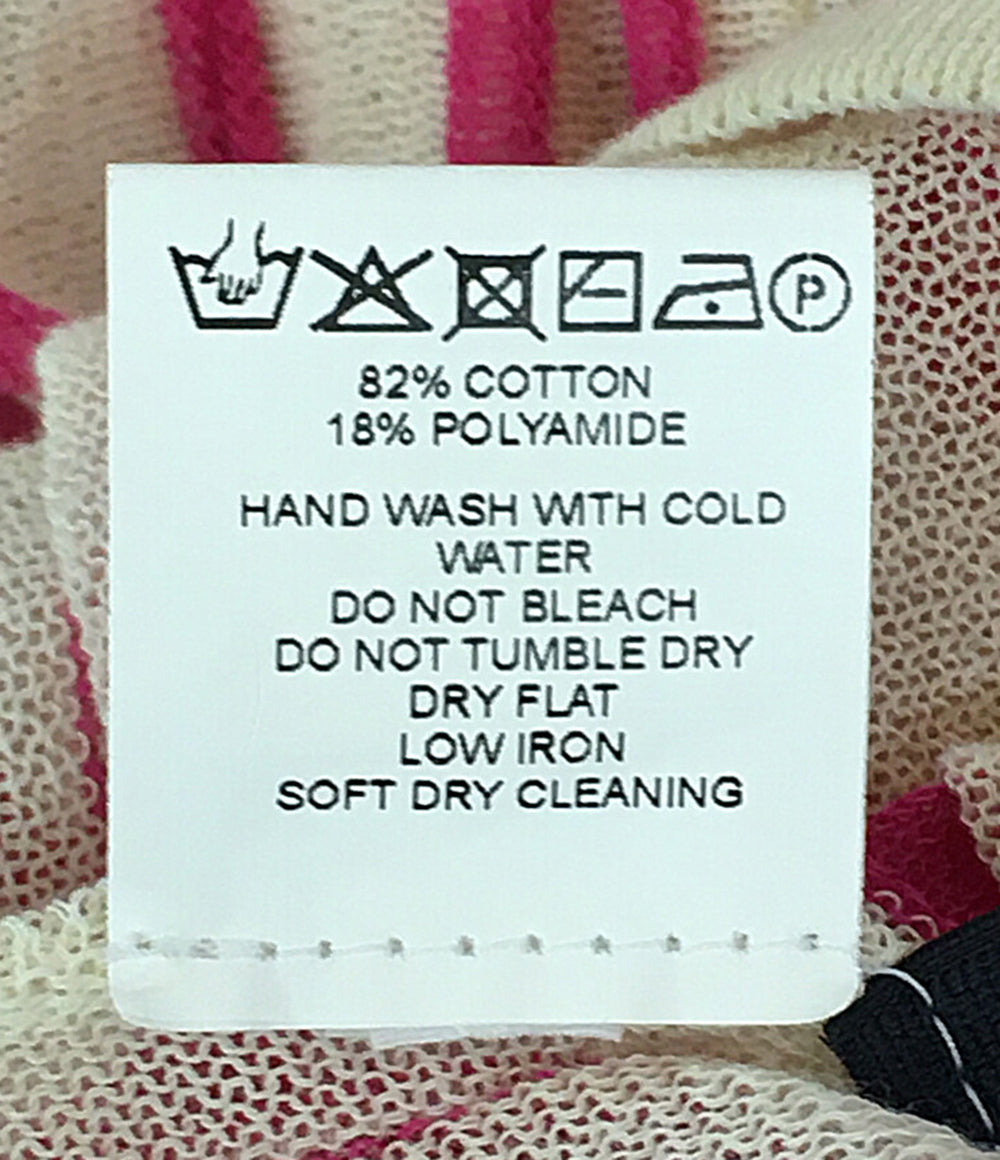 P
82% COTTON
18% POLYAMIDE
HAND WASH WITH COLD
WATER
DO NOT BLEACH
DO NOT TUMBLE DRY
DRY FLAT
LOW IRON
SOFT DRY CLEANING